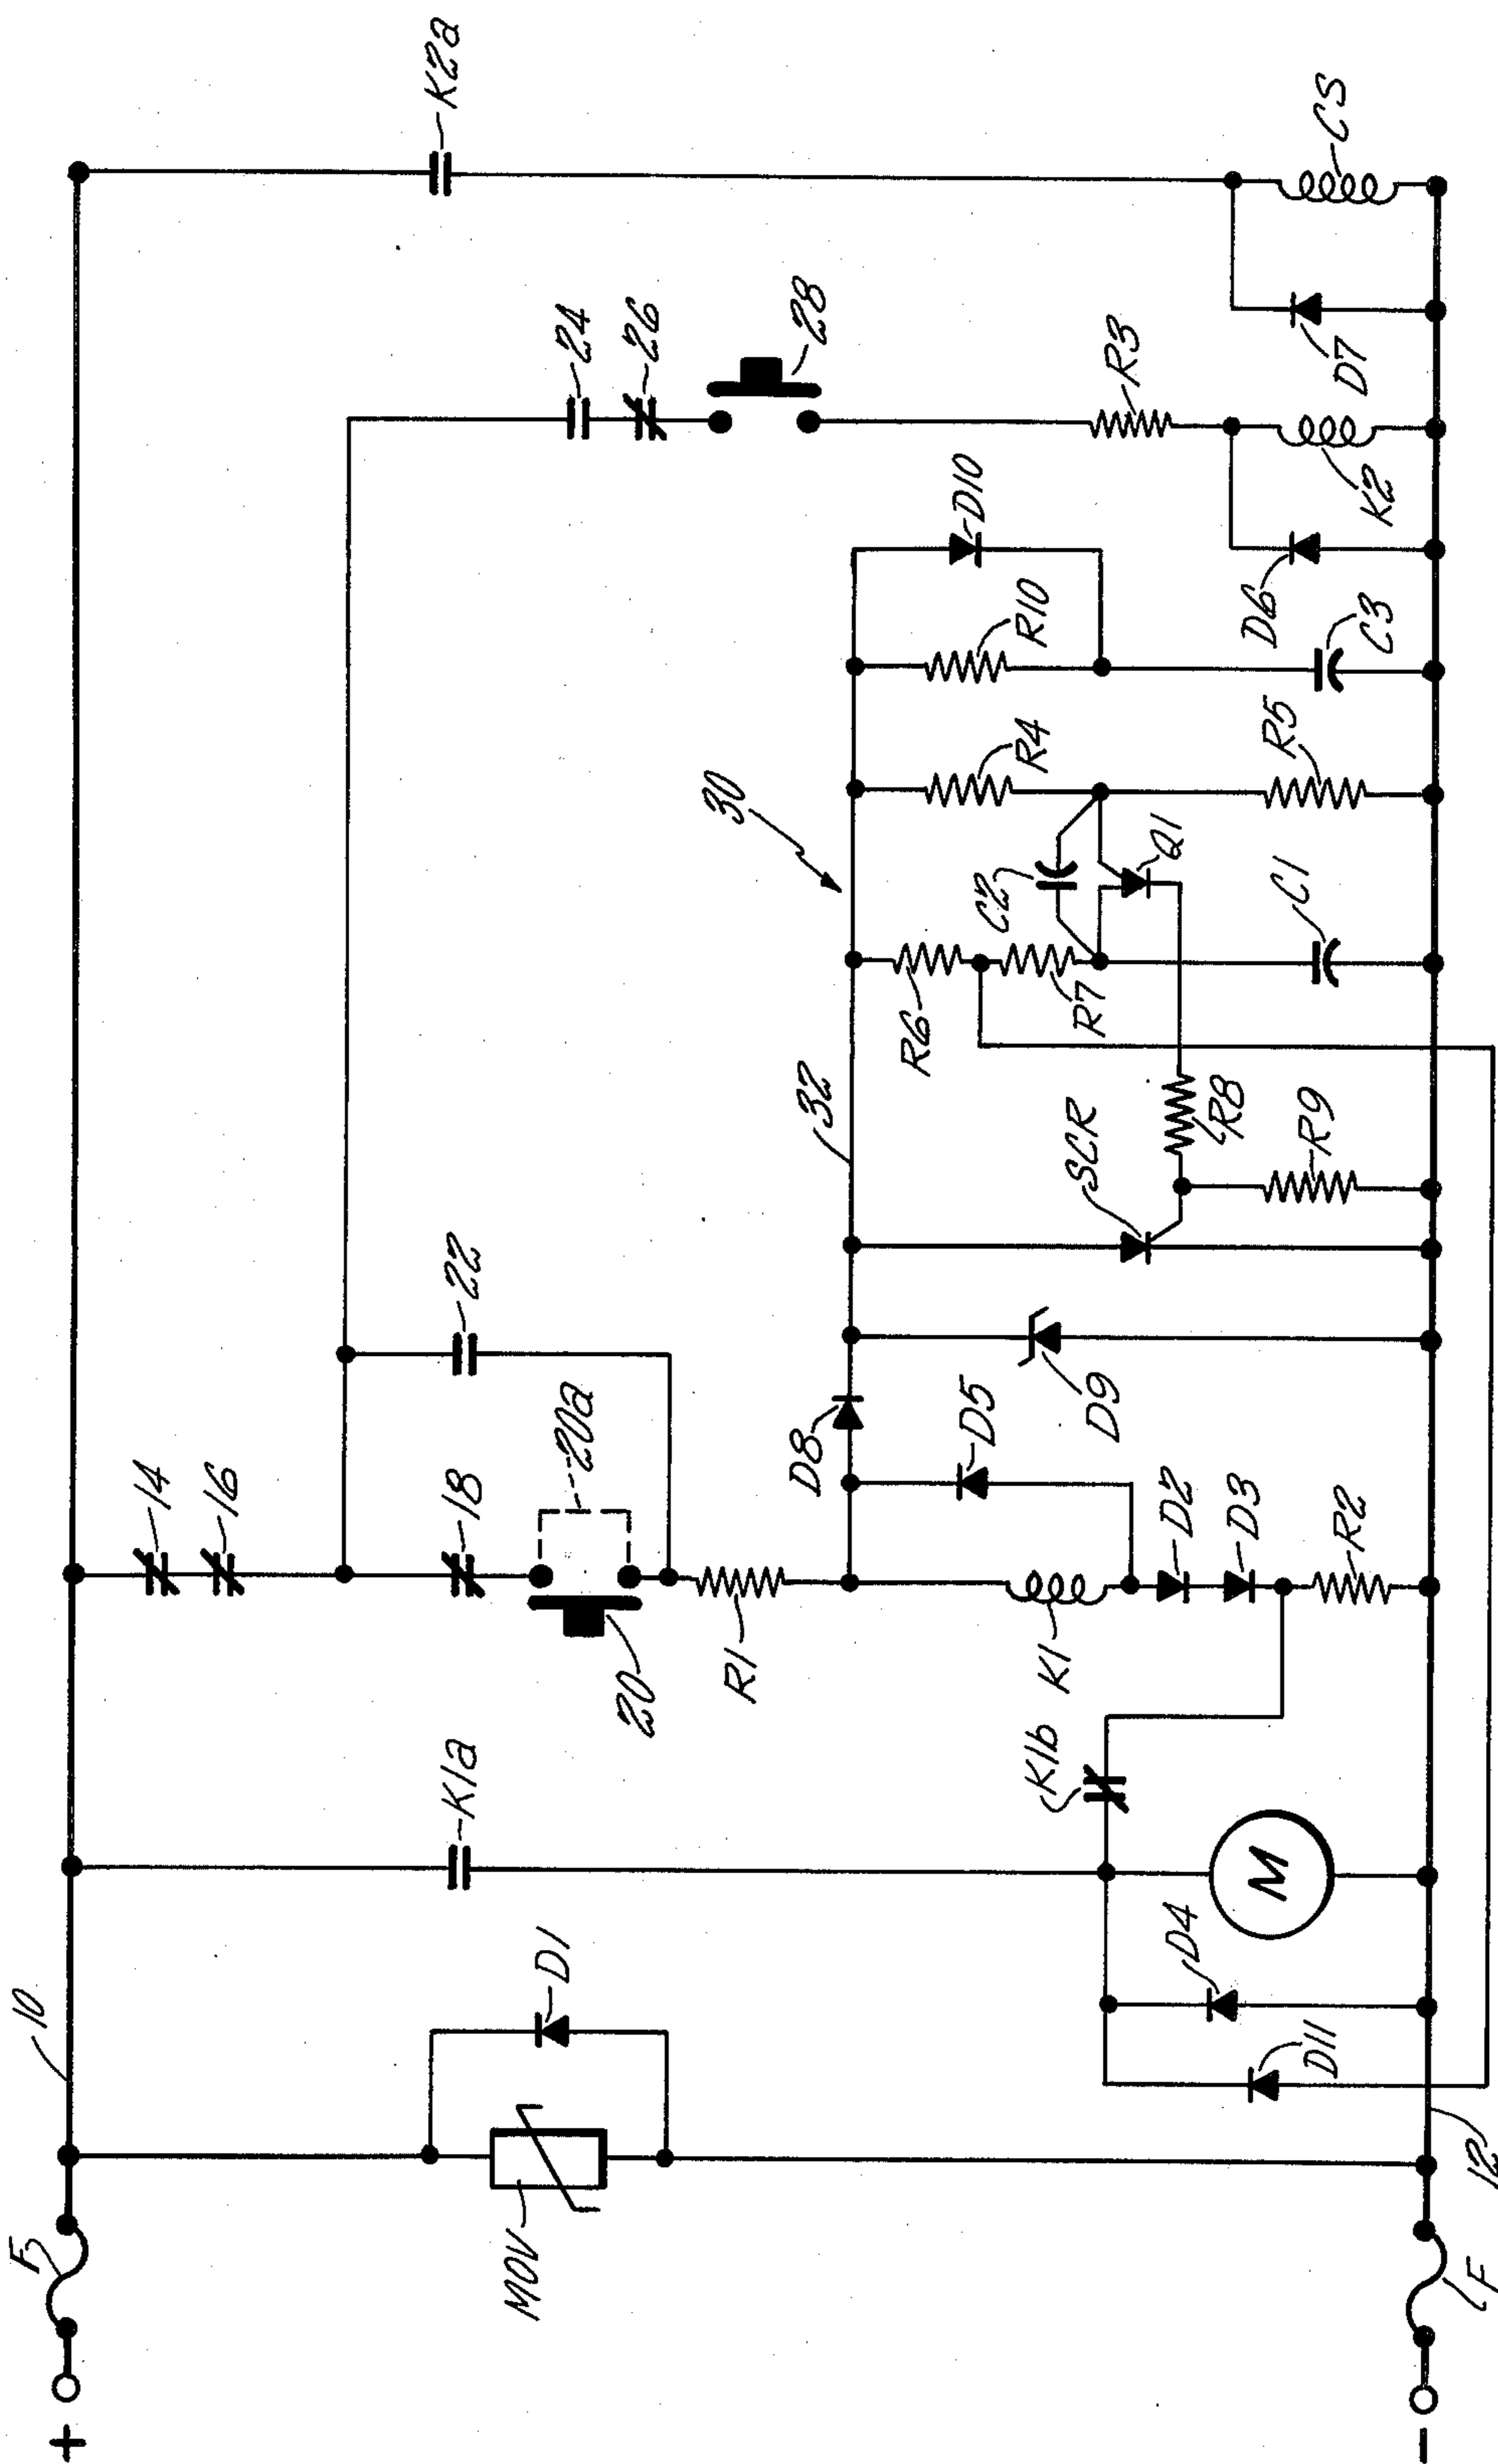 +
F
10
MOV
D1
K1a
14
16
18
20
20a
22
R1
K1b
K1
D11
D4
M
D2
D3
R2
D5
D8
D9
32
30
SCR
R6
R7
C2
Q1
R8
R9
C1
R4
R5
R10
D10
C3
D6
K2
R3
24
26
28
K2a
D7
CS
12
F
-